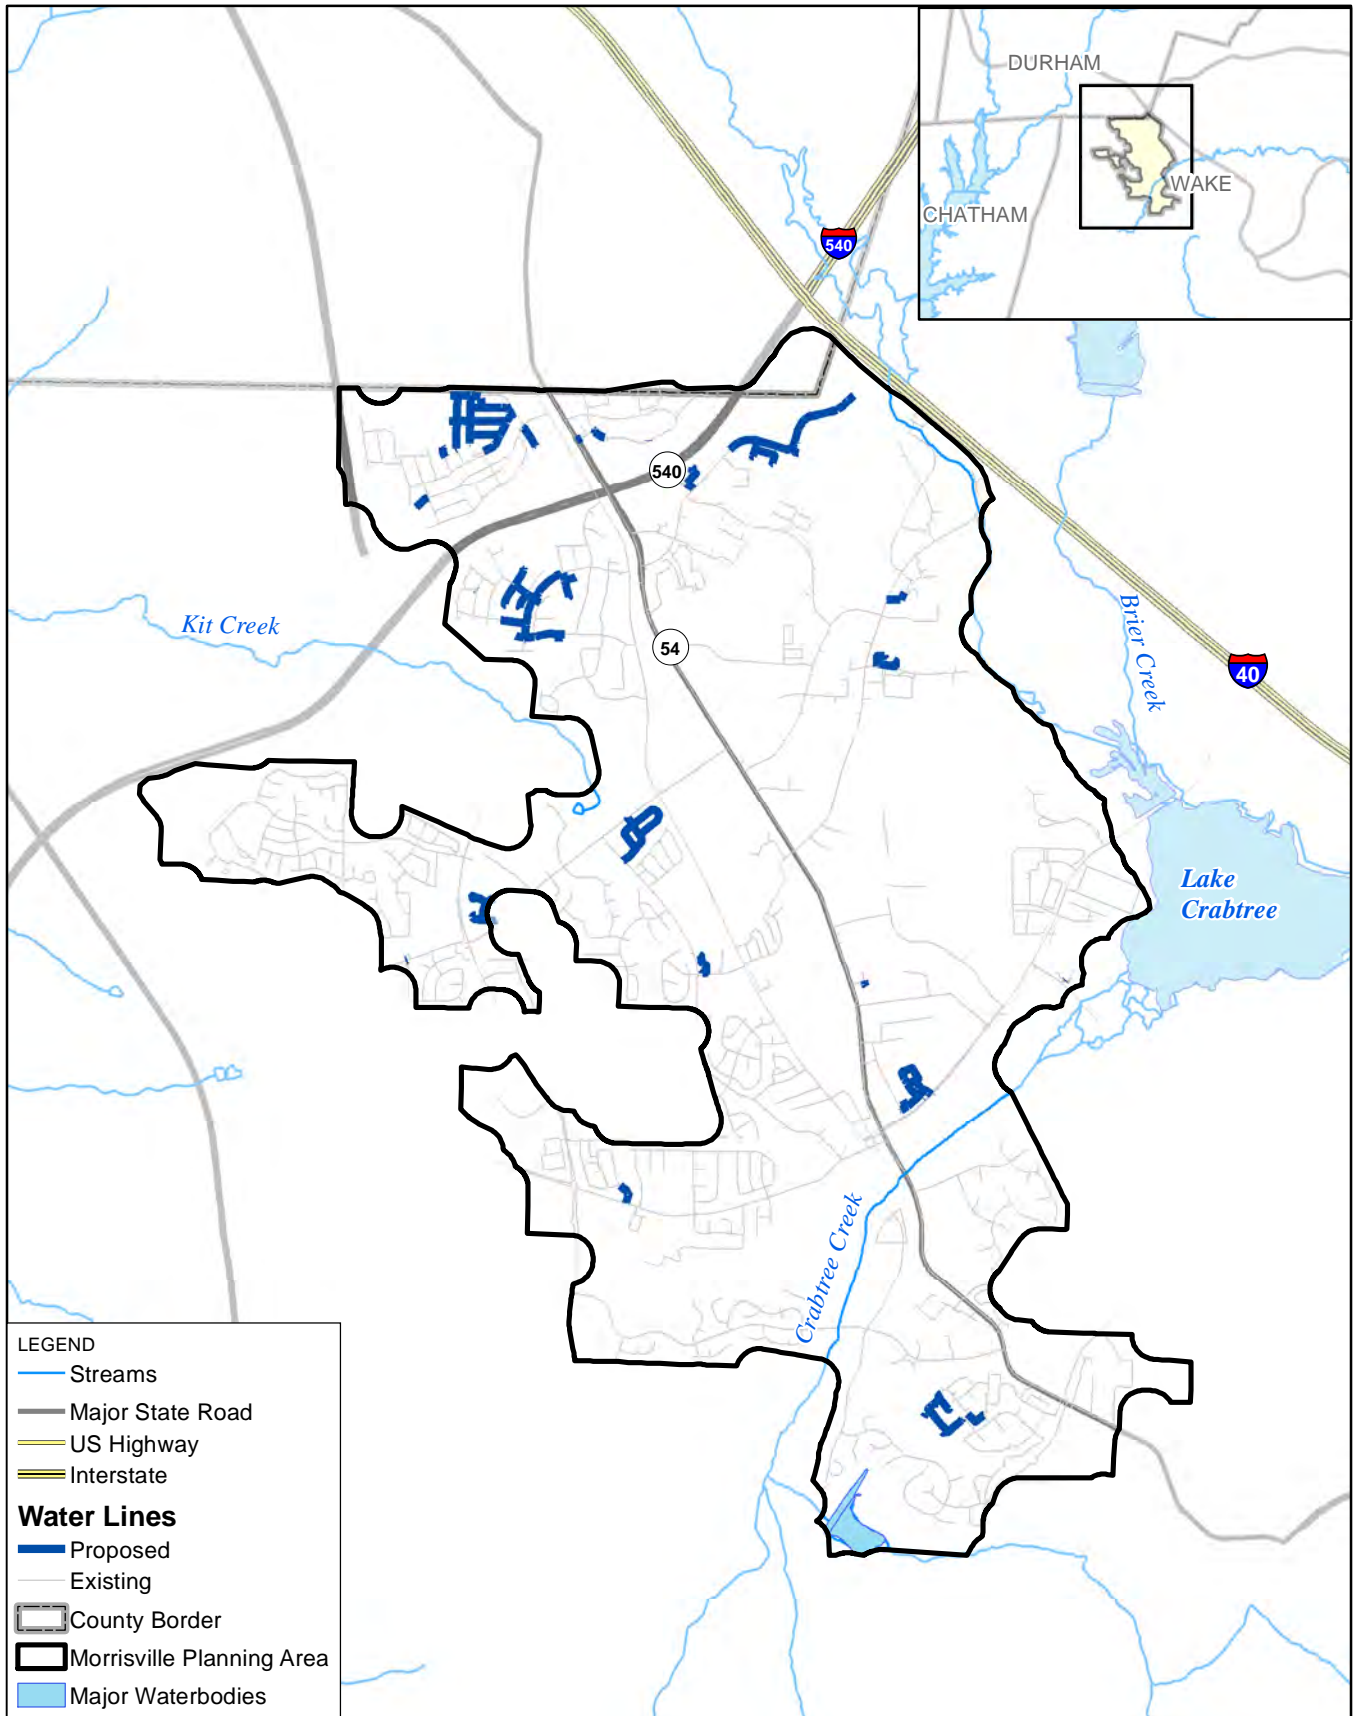 DURHAM
WAKE
CHATHAM
540
540
Kit Creek
54
Brier Creek
40
Lake
Crabtree
Crabtree Creek
LEGEND
Streams
Major State Road
US Highway
Interstate
Water Lines
Proposed
Existing
County Border
Morrisville Planning Area
Major Waterbodies